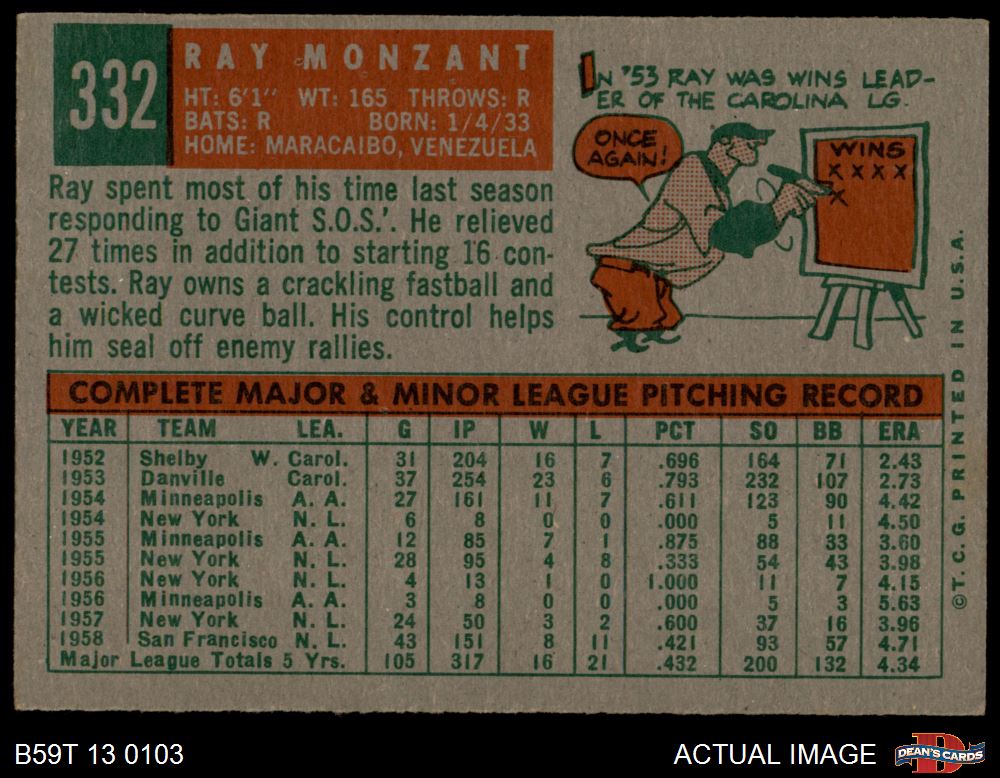 332
RAY MONZANT
HT: 6'1" WT: 165 THROWS: R
BATS: R BORN: 1/4/33
HOME: MARACAIBO, VENEZUELA
IN '53 RAY WAS WINS LEAD-
ER OF THE CAROLINA LG.
ONCE
AGAIN!
WINS
X X X X
X
Ray spent most of his time last season
responding to Giant S.O.S.'. He relieved
27 times in addition to starting 16 con-
tests. Ray owns a crackling fastball and
a wicked curve ball. His control helps
him seal off enemy rallies.
COMPLETE MAJOR & MINOR LEAGUE PITCHING RECORD
YEAR TEAM LEA. G IP W L PCT SO BB ERA
1952 Shelby W. Carol. 31 204 16 7 .696 164 71 2.43
1953 Danville Carol. 37 254 23 6 .793 232 107 2.73
1954 Minneapolis A. A. 27 161 11 7 .611 123 90 4.42
1954 New York N. L. 6 8 0 0 .000 5 11 4.50
1955 Minneapolis A. A. 12 85 7 1 .875 88 33 3.60
1955 New York N. L. 28 95 4 8 .333 54 43 3.98
1956 New York N. L. 4 13 1 0 1.000 11 7 4.15
1956 Minneapolis A. A. 3 8 0 0 .000 5 3 5.63
1957 New York N. L. 24 50 3 2 .600 37 16 3.96
1958 San Francisco N. L. 43 151 8 11 .421 93 57 4.71
Major League Totals 5 Yrs. 105 317 16 21 .432 200 132 4.34
© T. C. G. PRINTED IN U.S.A.
B59T 13 0103
ACTUAL IMAGE
DEAN'S CARDS